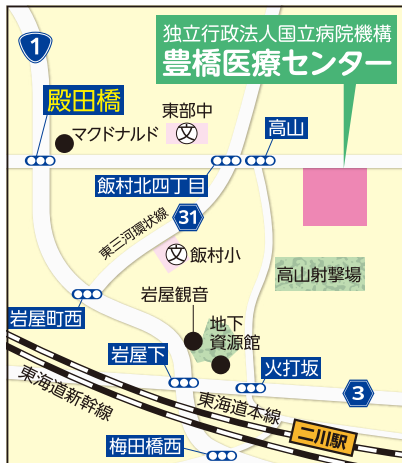 1
独立行政法人国立病院機構
豊橋医療センター
殿田橋
マクドナルド
東部中
文
高山
飯村北四丁目
31
東三河環状線
文
飯村小
高山射撃場
岩屋町西
岩屋観音
地下
資源館
岩屋下
火打坂
3
東海道新幹線
東海道本線
二川駅
梅田橋西